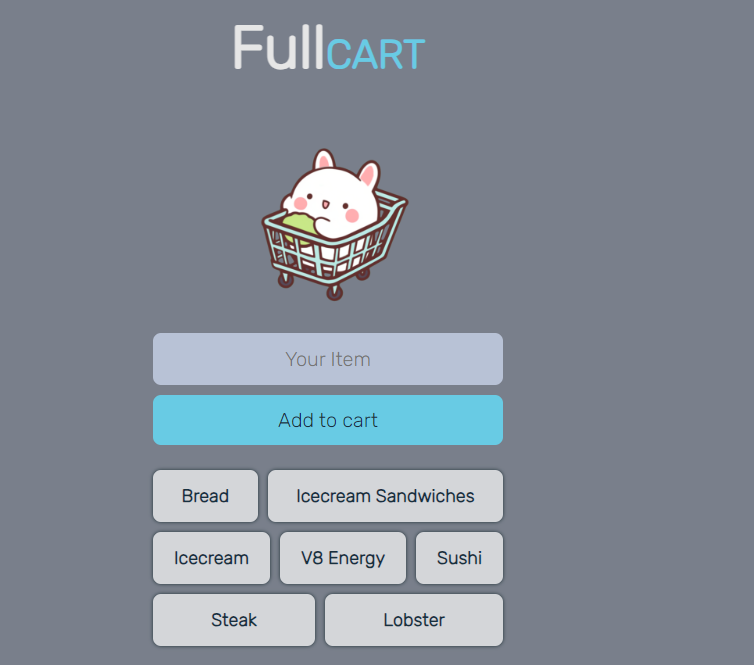 FullCART
Your Item
Add to cart
Bread Icecream Sandwiches
Icecream V8 Energy Sushi
Steak Lobster